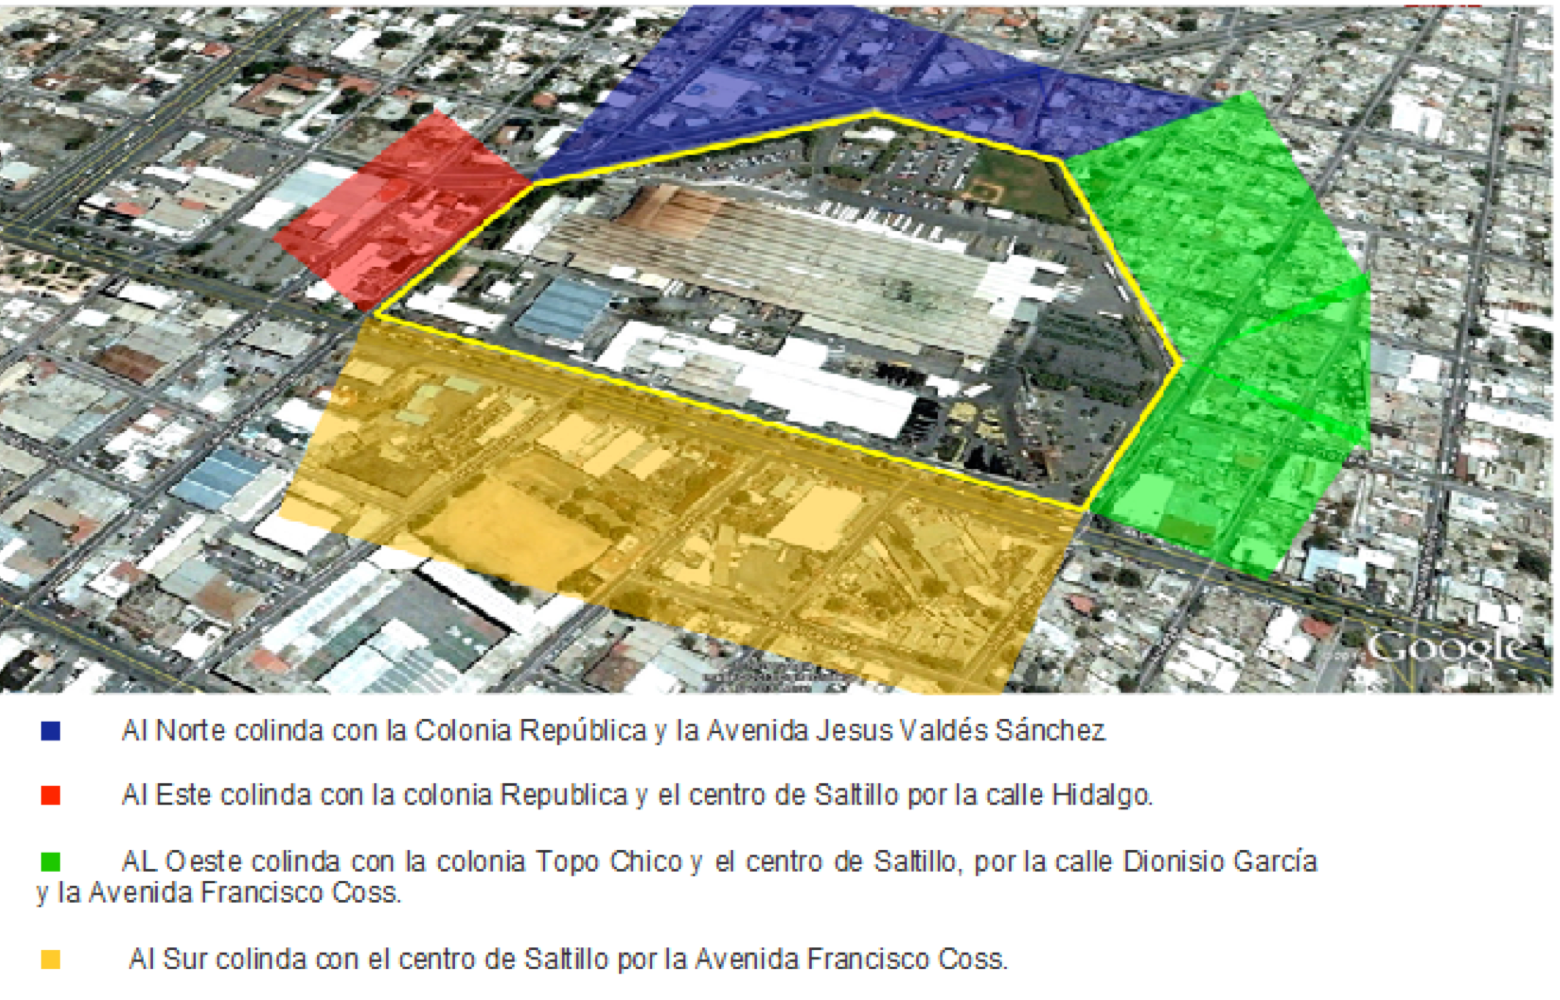 Google
Al Norte colinda con la Colonia República y la Avenida Jesus Valdés Sánchez
Al Este colinda con la colonia Republica y el centro de Saltillo por la calle Hidalgo.
AL Oeste colinda con la colonia Topo Chico y el centro de Saltillo, por la calle Dionisio García
y la Avenida Francisco Coss.
Al Sur colinda con el centro de Saltillo por la Avenida Francisco Coss.